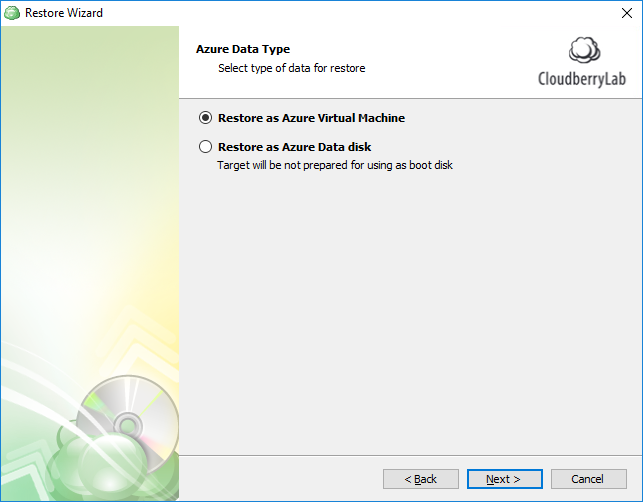 Restore Wizard
Azure Data Type
Select type of data for restore
CloudberryLab
Restore as Azure Virtual Machine
Restore as Azure Data disk
Target will be not prepared for using as boot disk
< Back
Next >
Cancel